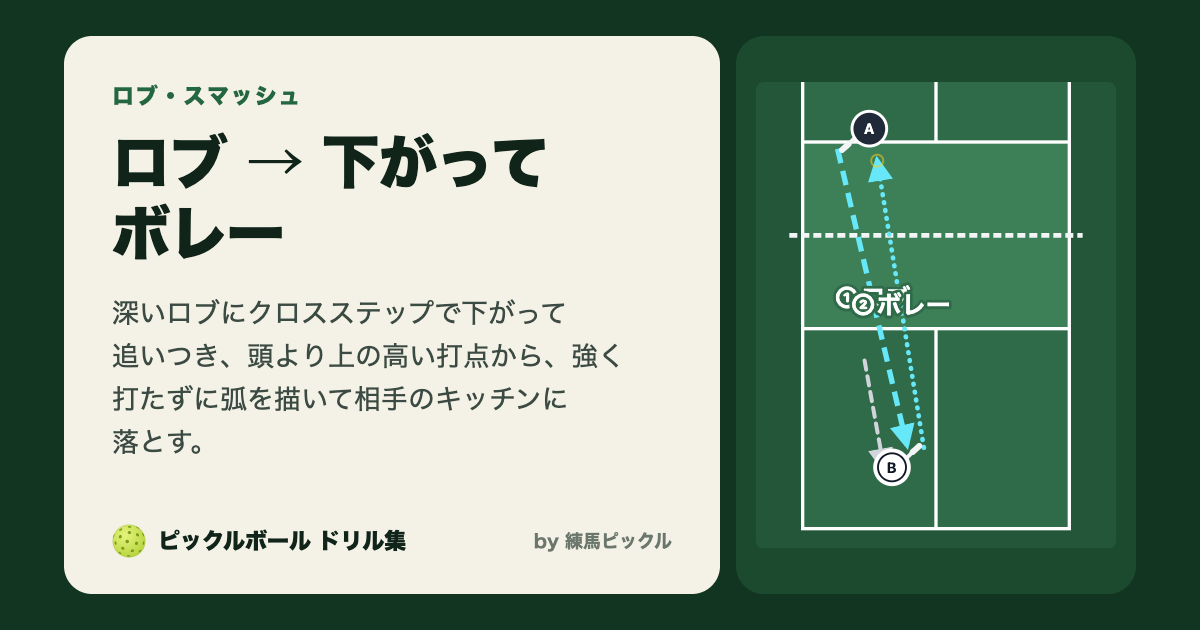 ロブ・スマッシュ
ロブ → 下がって
ボレー
深いロブにクロスステップで下がって
追いつき、頭より上の高い打点から、強く
打たずに弧を描いて相手のキッチンに
落とす。
ピックルボール ドリル集
by 練馬ピックル
A
①
②ボレー
B